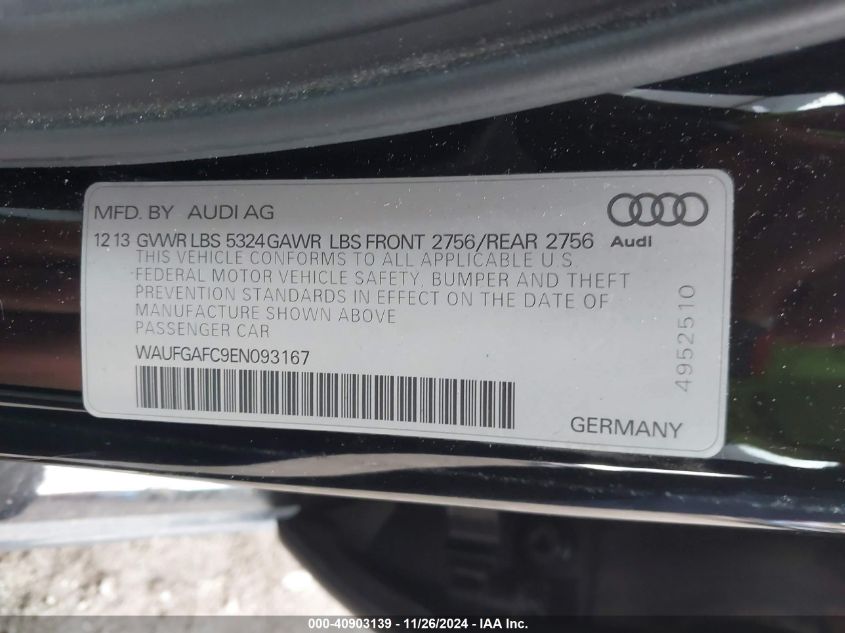 MFD. BY AUDI AG
Audi
12 13 GVWR LBS 5324 GAWR LBS FRONT 2756/REAR 2756
THIS VEHICLE CONFORMS TO ALL APPLICABLE U.S.
FEDERAL MOTOR VEHICLE SAFETY, BUMPER AND THEFT
PREVENTION STANDARDS IN EFFECT ON THE DATE OF
MANUFACTURE SHOWN ABOVE
PASSENGER CAR
WAUFGAFC9EN093167
4952510
GERMANY
000-40903139 - 11/26/2024 - IAA Inc.